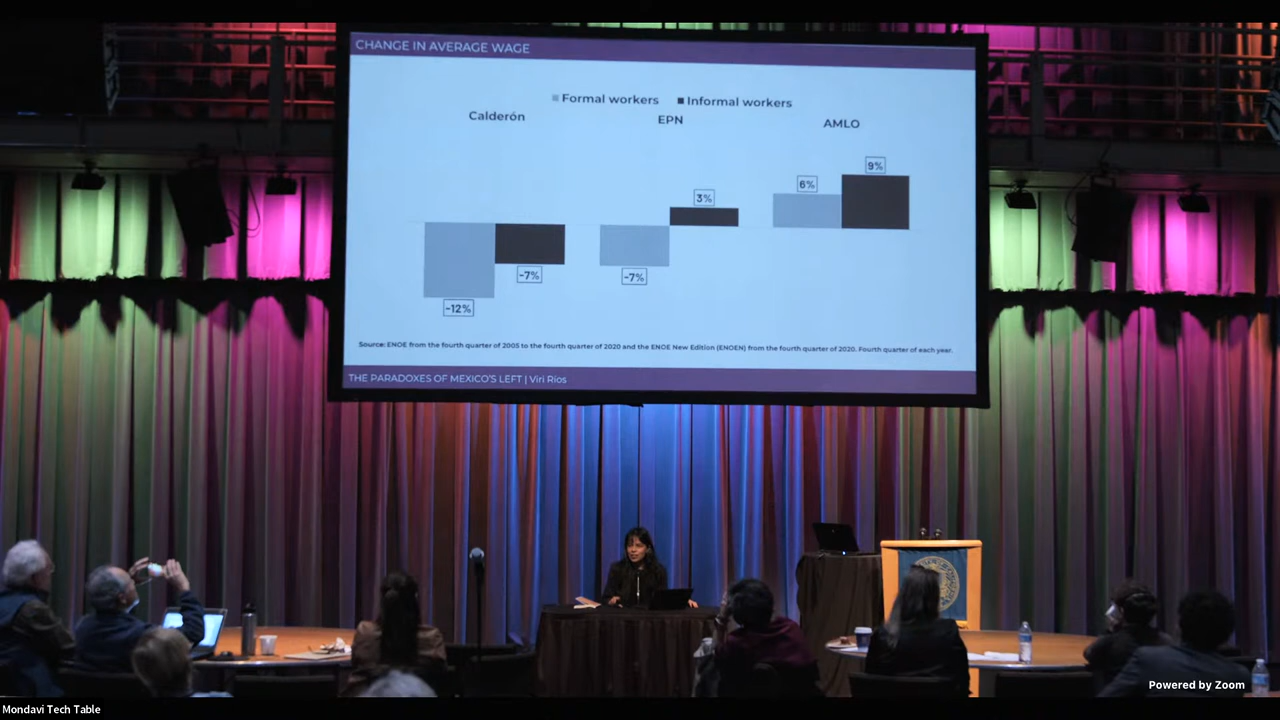 CHANGE IN AVERAGE WAGE
Formal workers Informal workers
Calderón EPN AMLO
9%
6%
3%
-7%
-7%
-12%
Source: ENOE from the fourth quarter of 2005 to the fourth quarter of 2020 and the ENOE New Edition (ENOEN) from the fourth quarter of 2020. Fourth quarter of each year.
THE PARADOXES OF MEXICO'S LEFT | Viri Ríos
Powered by Zoom
Mondavi Tech Table